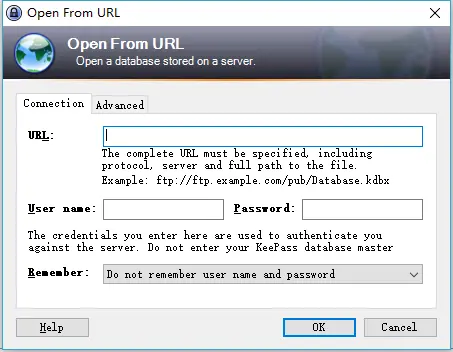 Open From URL
Open From URL
Open a database stored on a server.
Connection Advanced
URL:
The complete URL must be specified, including
protocol, server and full path to the file.
Example: ftp://ftp.example.com/pub/Database.kdbx
User name: Password:
The credentials you enter here are used to authenticate you
against the server. Do not enter your KeePass database master
Remember: Do not remember user name and password
Help OK Cancel